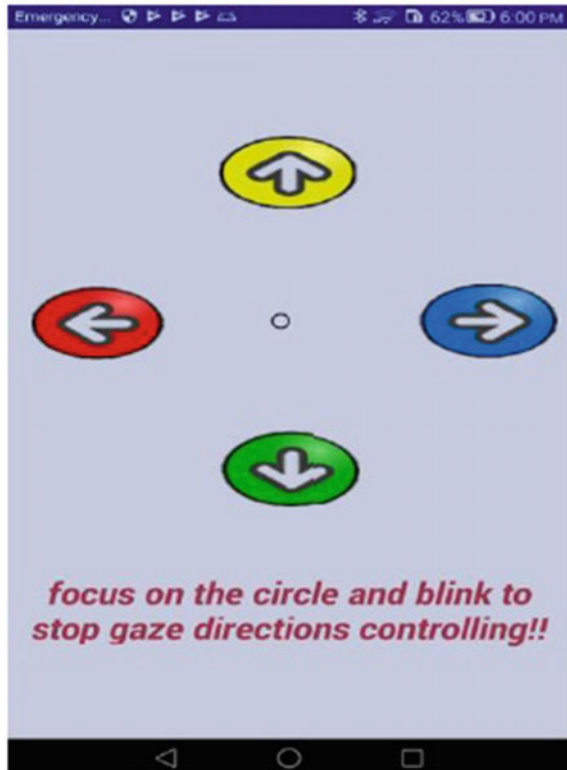 Emergency... 62% 6:00 PM
focus on the circle and blink to
stop gaze directions controlling!!